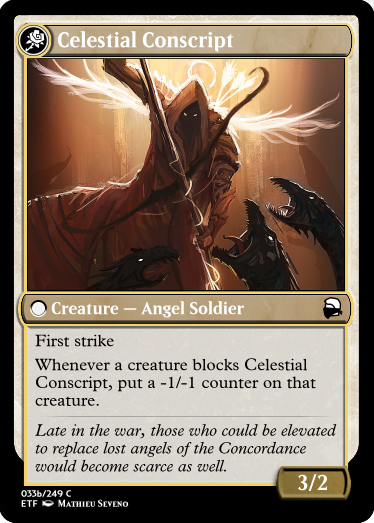 Celestial Conscript
Creature — Angel Soldier
First strike
Whenever a creature blocks Celestial
Conscript, put a -1/-1 counter on that
creature.
Late in the war, those who could be elevated
to replace lost angels of the Concordance
would become scarce as well.
3/2
033b/249 C
ETF Mathieu Seveno